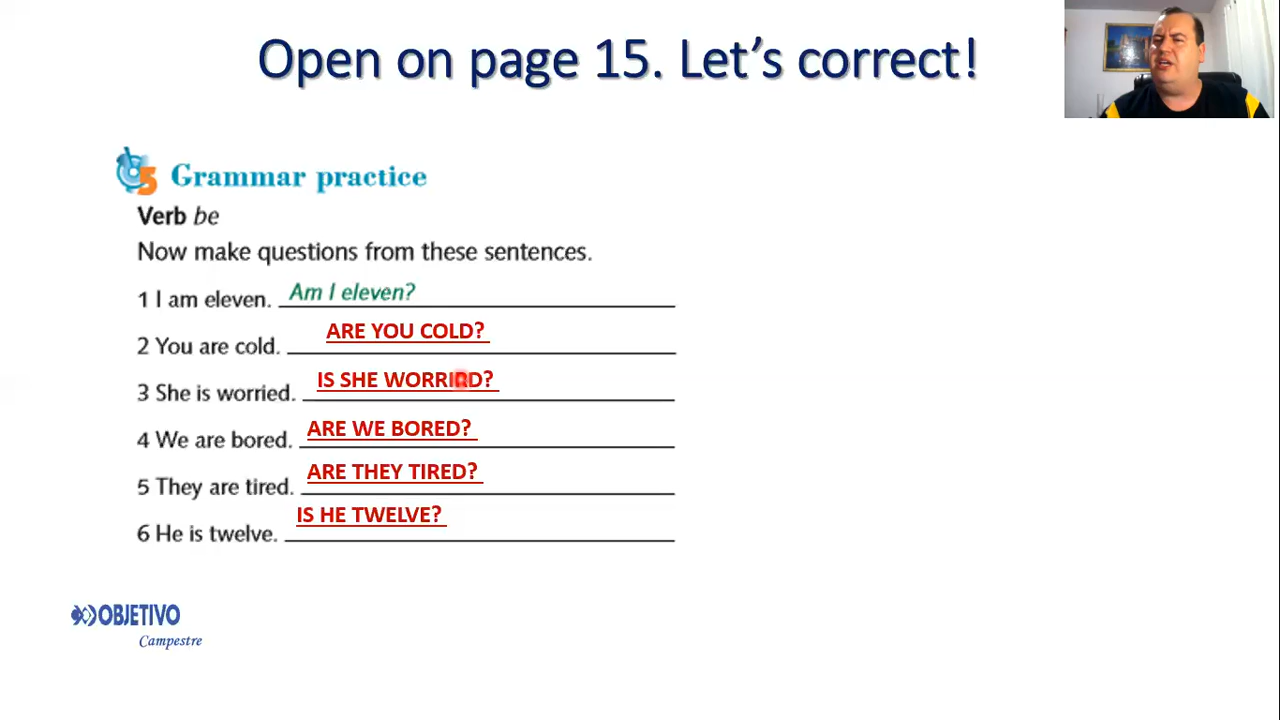 Open on page 15. Let's correct!
5 Grammar practice
Verb be
Now make questions from these sentences.
1 I am eleven. Am I eleven?
2 You are cold. ARE YOU COLD?
3 She is worried. IS SHE WORRIED?
4 We are bored. ARE WE BORED?
5 They are tired. ARE THEY TIRED?
6 He is twelve. IS HE TWELVE?
OBJETIVO
Campestre